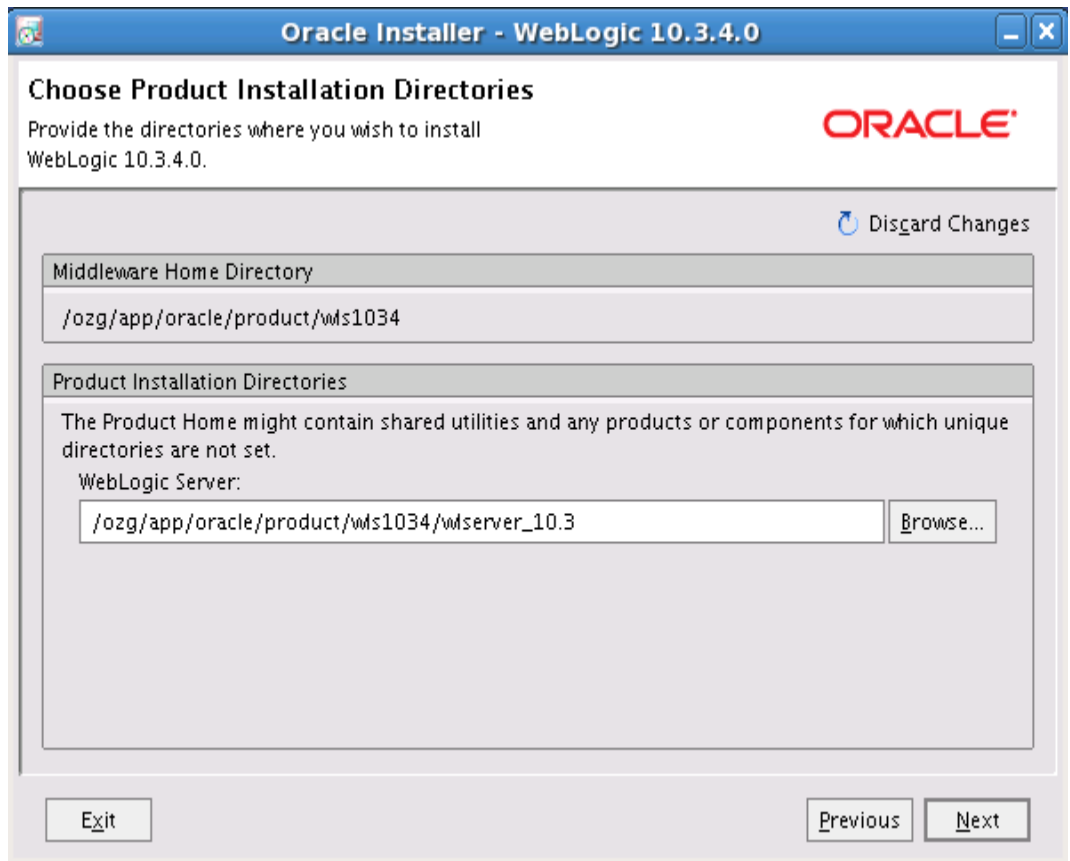 Oracle Installer - WebLogic 10.3.4.0
Choose Product Installation Directories
Provide the directories where you wish to install
WebLogic 10.3.4.0.
ORACLE
Discard Changes
Middleware Home Directory
/ozg/app/oracle/product/wls1034
Product Installation Directories
The Product Home might contain shared utilities and any products or components for which unique
directories are not set.
WebLogic Server:
/ozg/app/oracle/product/wls1034/wlserver_10.3
Browse...
Exit
Previous
Next